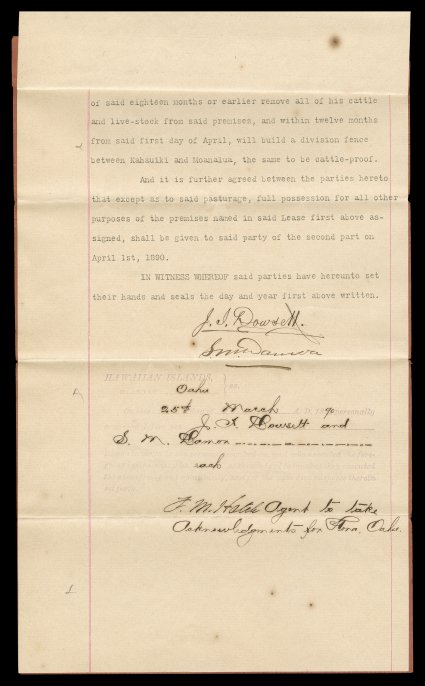 of said eighteen months or earlier remove all of his cattle
and live-stock from said premises, and within twelve months
from said first day of April, will build a division fence
between Kahauiki and Moanalua, the same to be cattle-proof.
And it is further agreed between the parties hereto
that except as to said pasturage, full possession for all other
purposes of the premises named in said Lease first above as-
signed, shall be given to said party of the second part on
April 1st, 1890.
IN WITNESS WHEREOF said parties have hereunto set
their hands and seals the day and year first above written.
J. I. Dowsett.
S. M. Damon
HAWAIIAN ISLANDS, } ss.
Oahu
25th March A. D. 1890 personally
J. I. Dowsett and
S. M. Damon
each
F. M. Hatch Agent to take
Acknowledgments for Kona, Oahu.